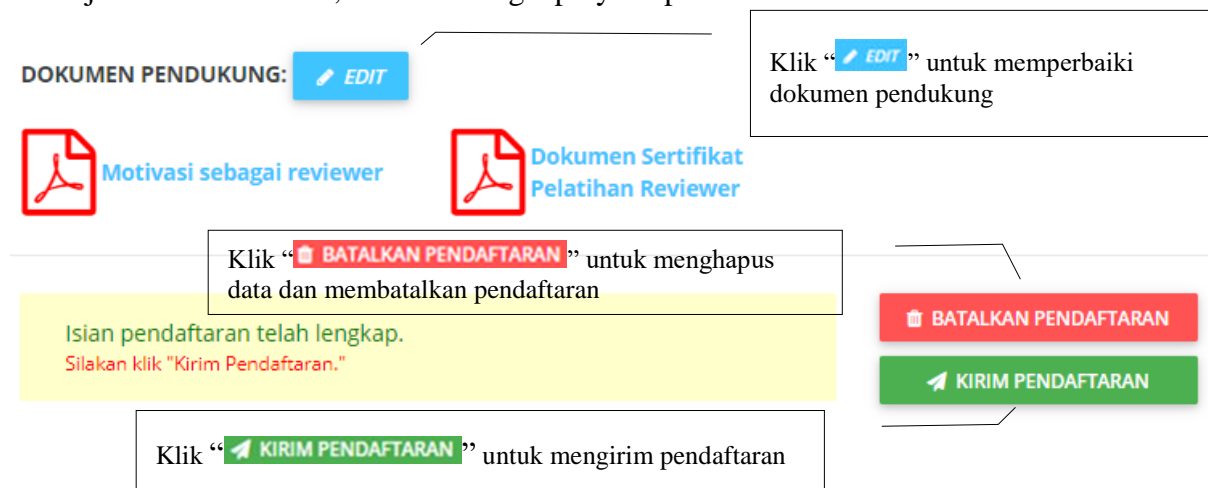 DOKUMEN PENDUKUNG: EDIT
Klik “EDIT” untuk memperbaiki
dokumen pendukung
Motivasi sebagai reviewer
Dokumen Sertifikat
Pelatihan Reviewer
Klik “BATALKAN PENDAFTARAN” untuk menghapus
data dan membatalkan pendaftaran
Isian pendaftaran telah lengkap.
Silakan klik "Kirim Pendaftaran."
BATALKAN PENDAFTARAN
KIRIM PENDAFTARAN
Klik “KIRIM PENDAFTARAN” untuk mengirim pendaftaran